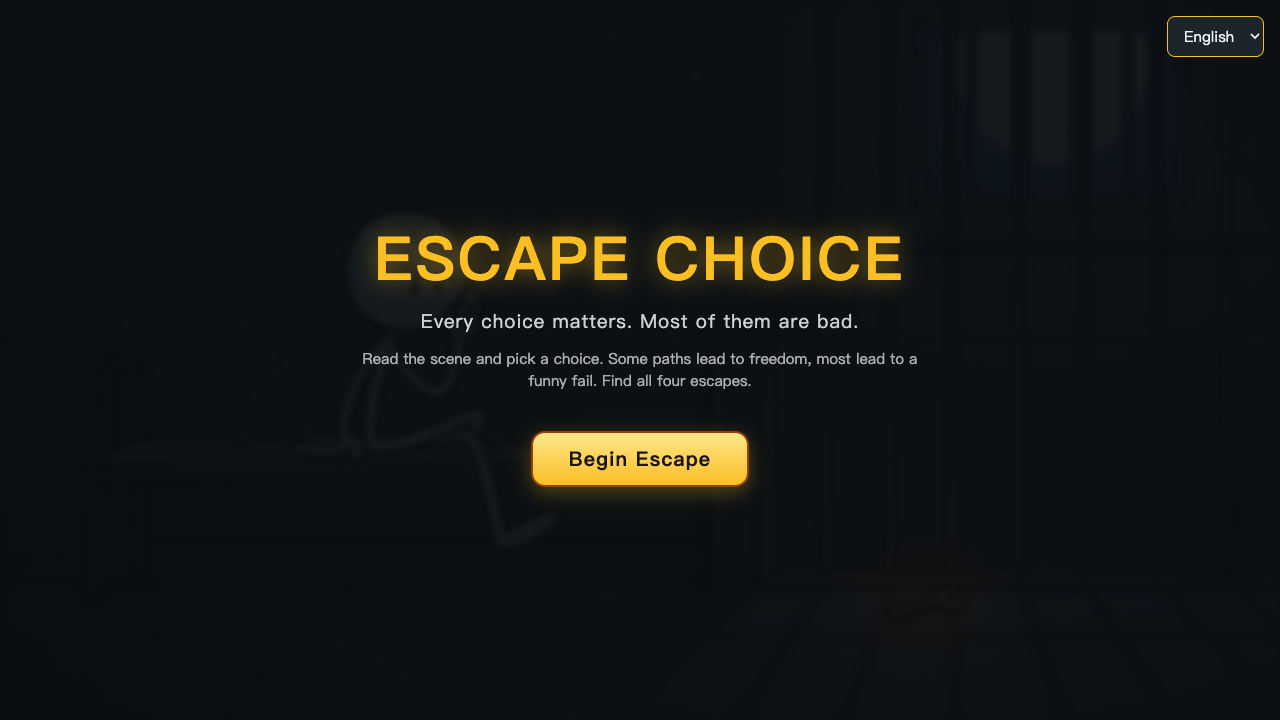 English
ESCAPE CHOICE
Every choice matters. Most of them are bad.
Read the scene and pick a choice. Some paths lead to freedom, most lead to a
funny fail. Find all four escapes.
Begin Escape